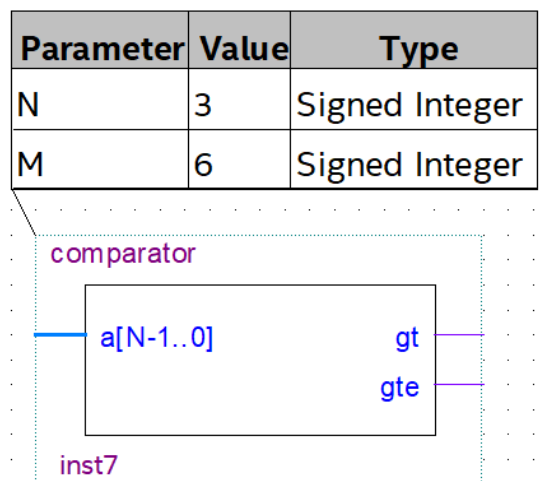 Parameter Value Type
N 3 Signed Integer
M 6 Signed Integer
comparator
a[N-1..0] gt
gte
inst7